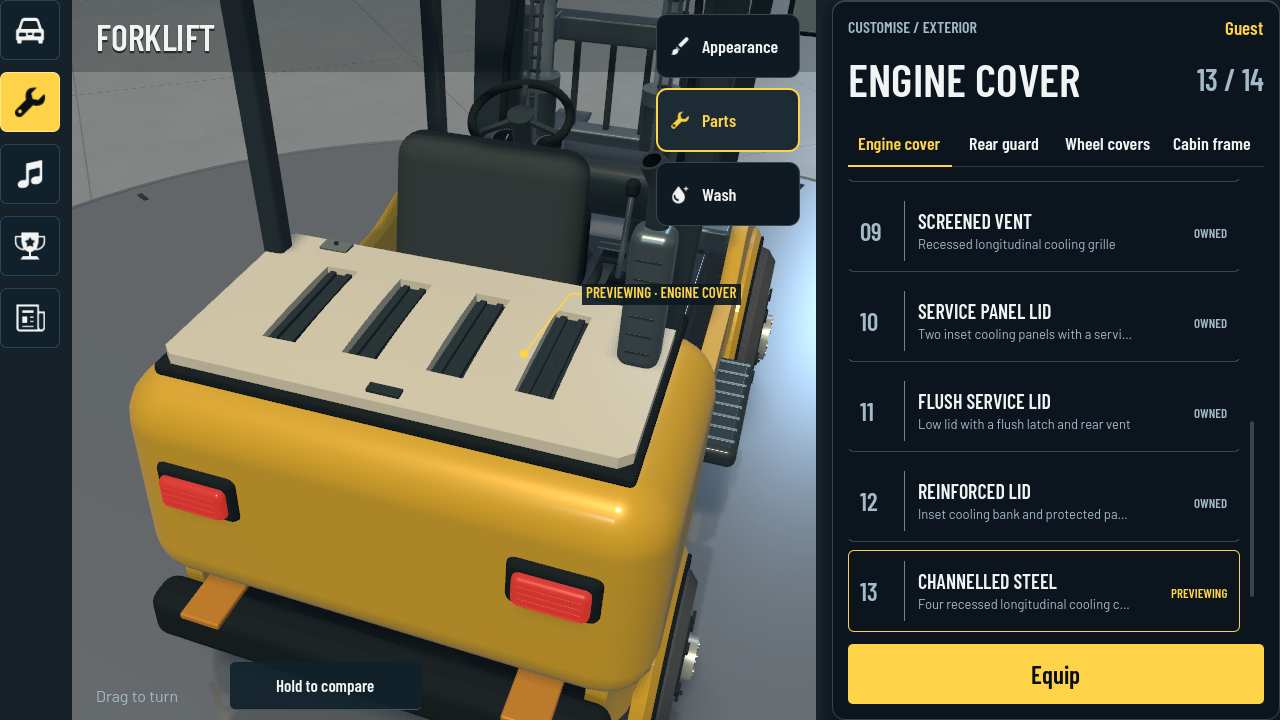 FORKLIFT
Appearance
Parts
Wash
PREVIEWING · ENGINE COVER
Drag to turn
Hold to compare
CUSTOMISE / EXTERIOR
Guest
ENGINE COVER
13 / 14
Engine cover
Rear guard
Wheel covers
Cabin frame
09
SCREENED VENT
Recessed longitudinal cooling grille
OWNED
10
SERVICE PANEL LID
Two inset cooling panels with a servi...
OWNED
11
FLUSH SERVICE LID
Low lid with a flush latch and rear vent
OWNED
12
REINFORCED LID
Inset cooling bank and protected pa...
OWNED
13
CHANNELLED STEEL
Four recessed longitudinal cooling c...
PREVIEWING
Equip